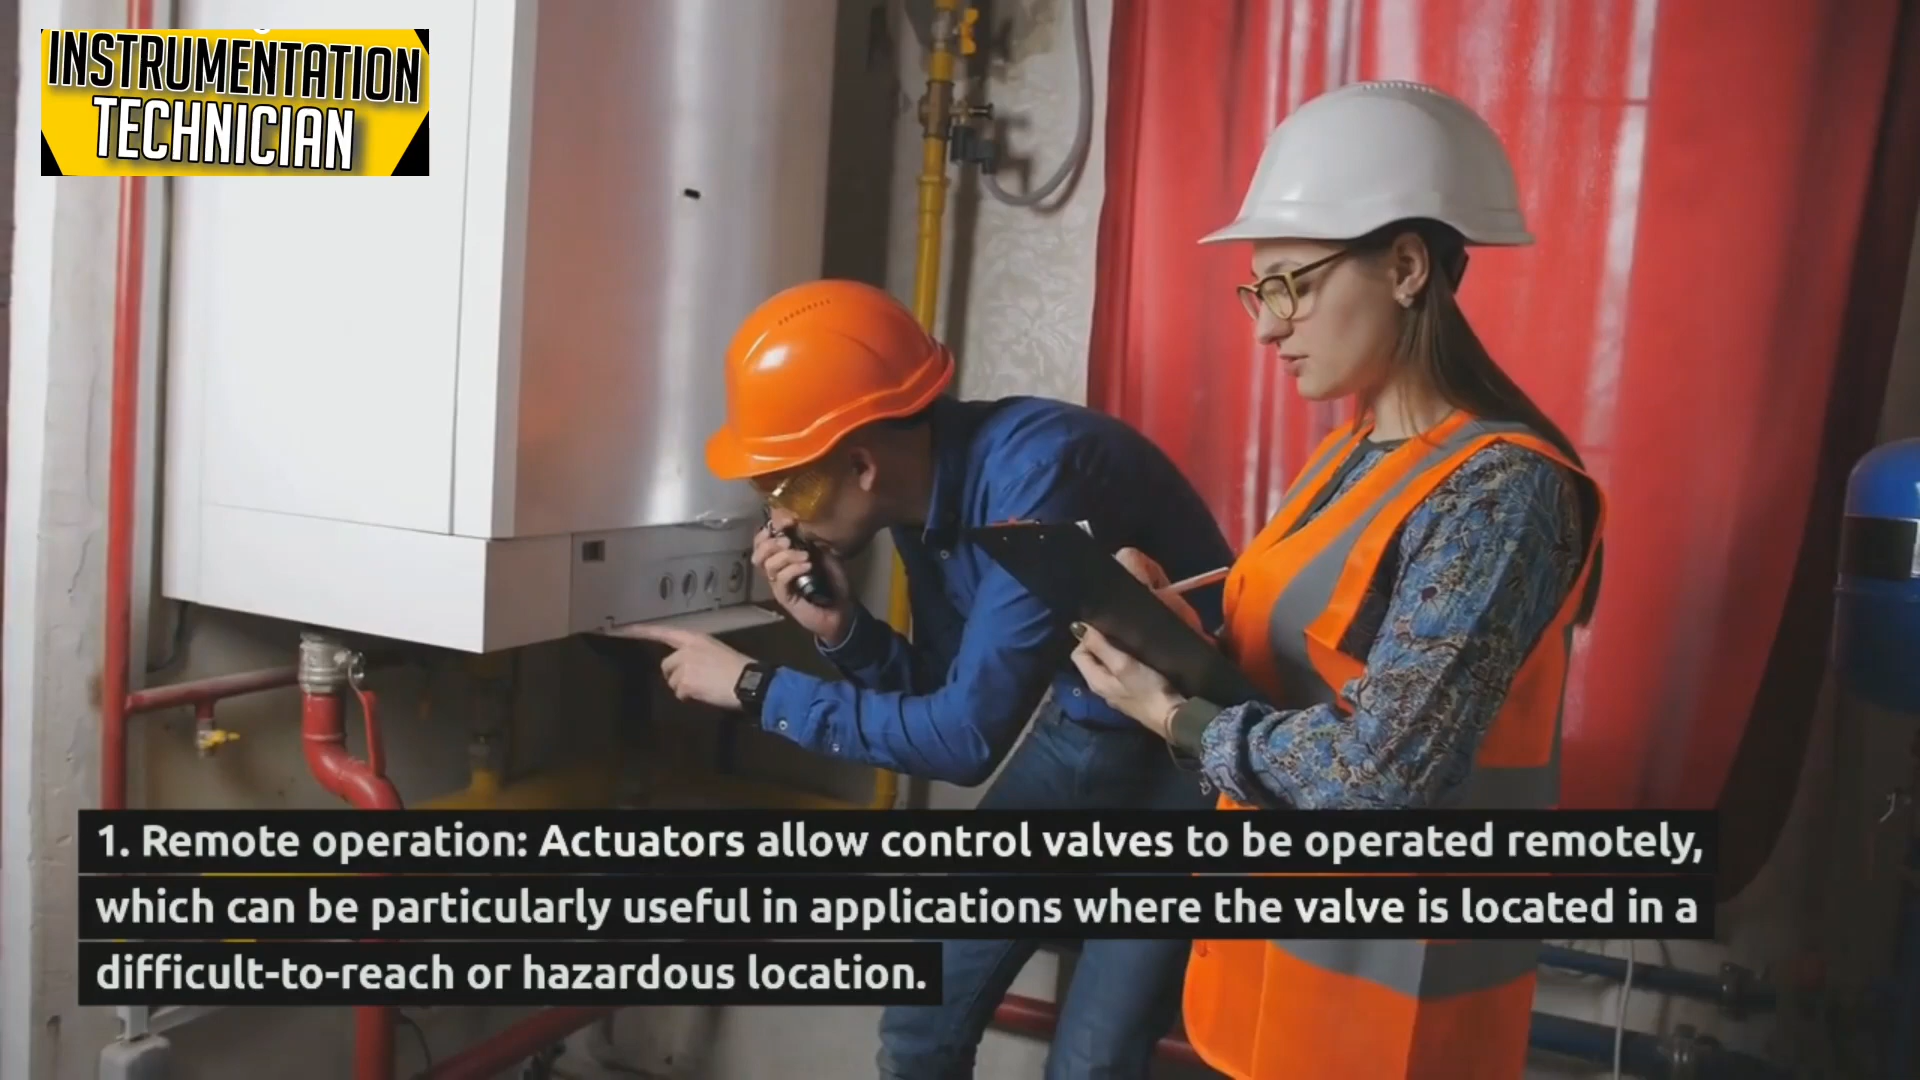 INSTRUMENTATION
TECHNICIAN
1. Remote operation: Actuators allow control valves to be operated remotely,
which can be particularly useful in applications where the valve is located in a
difficult-to-reach or hazardous location.